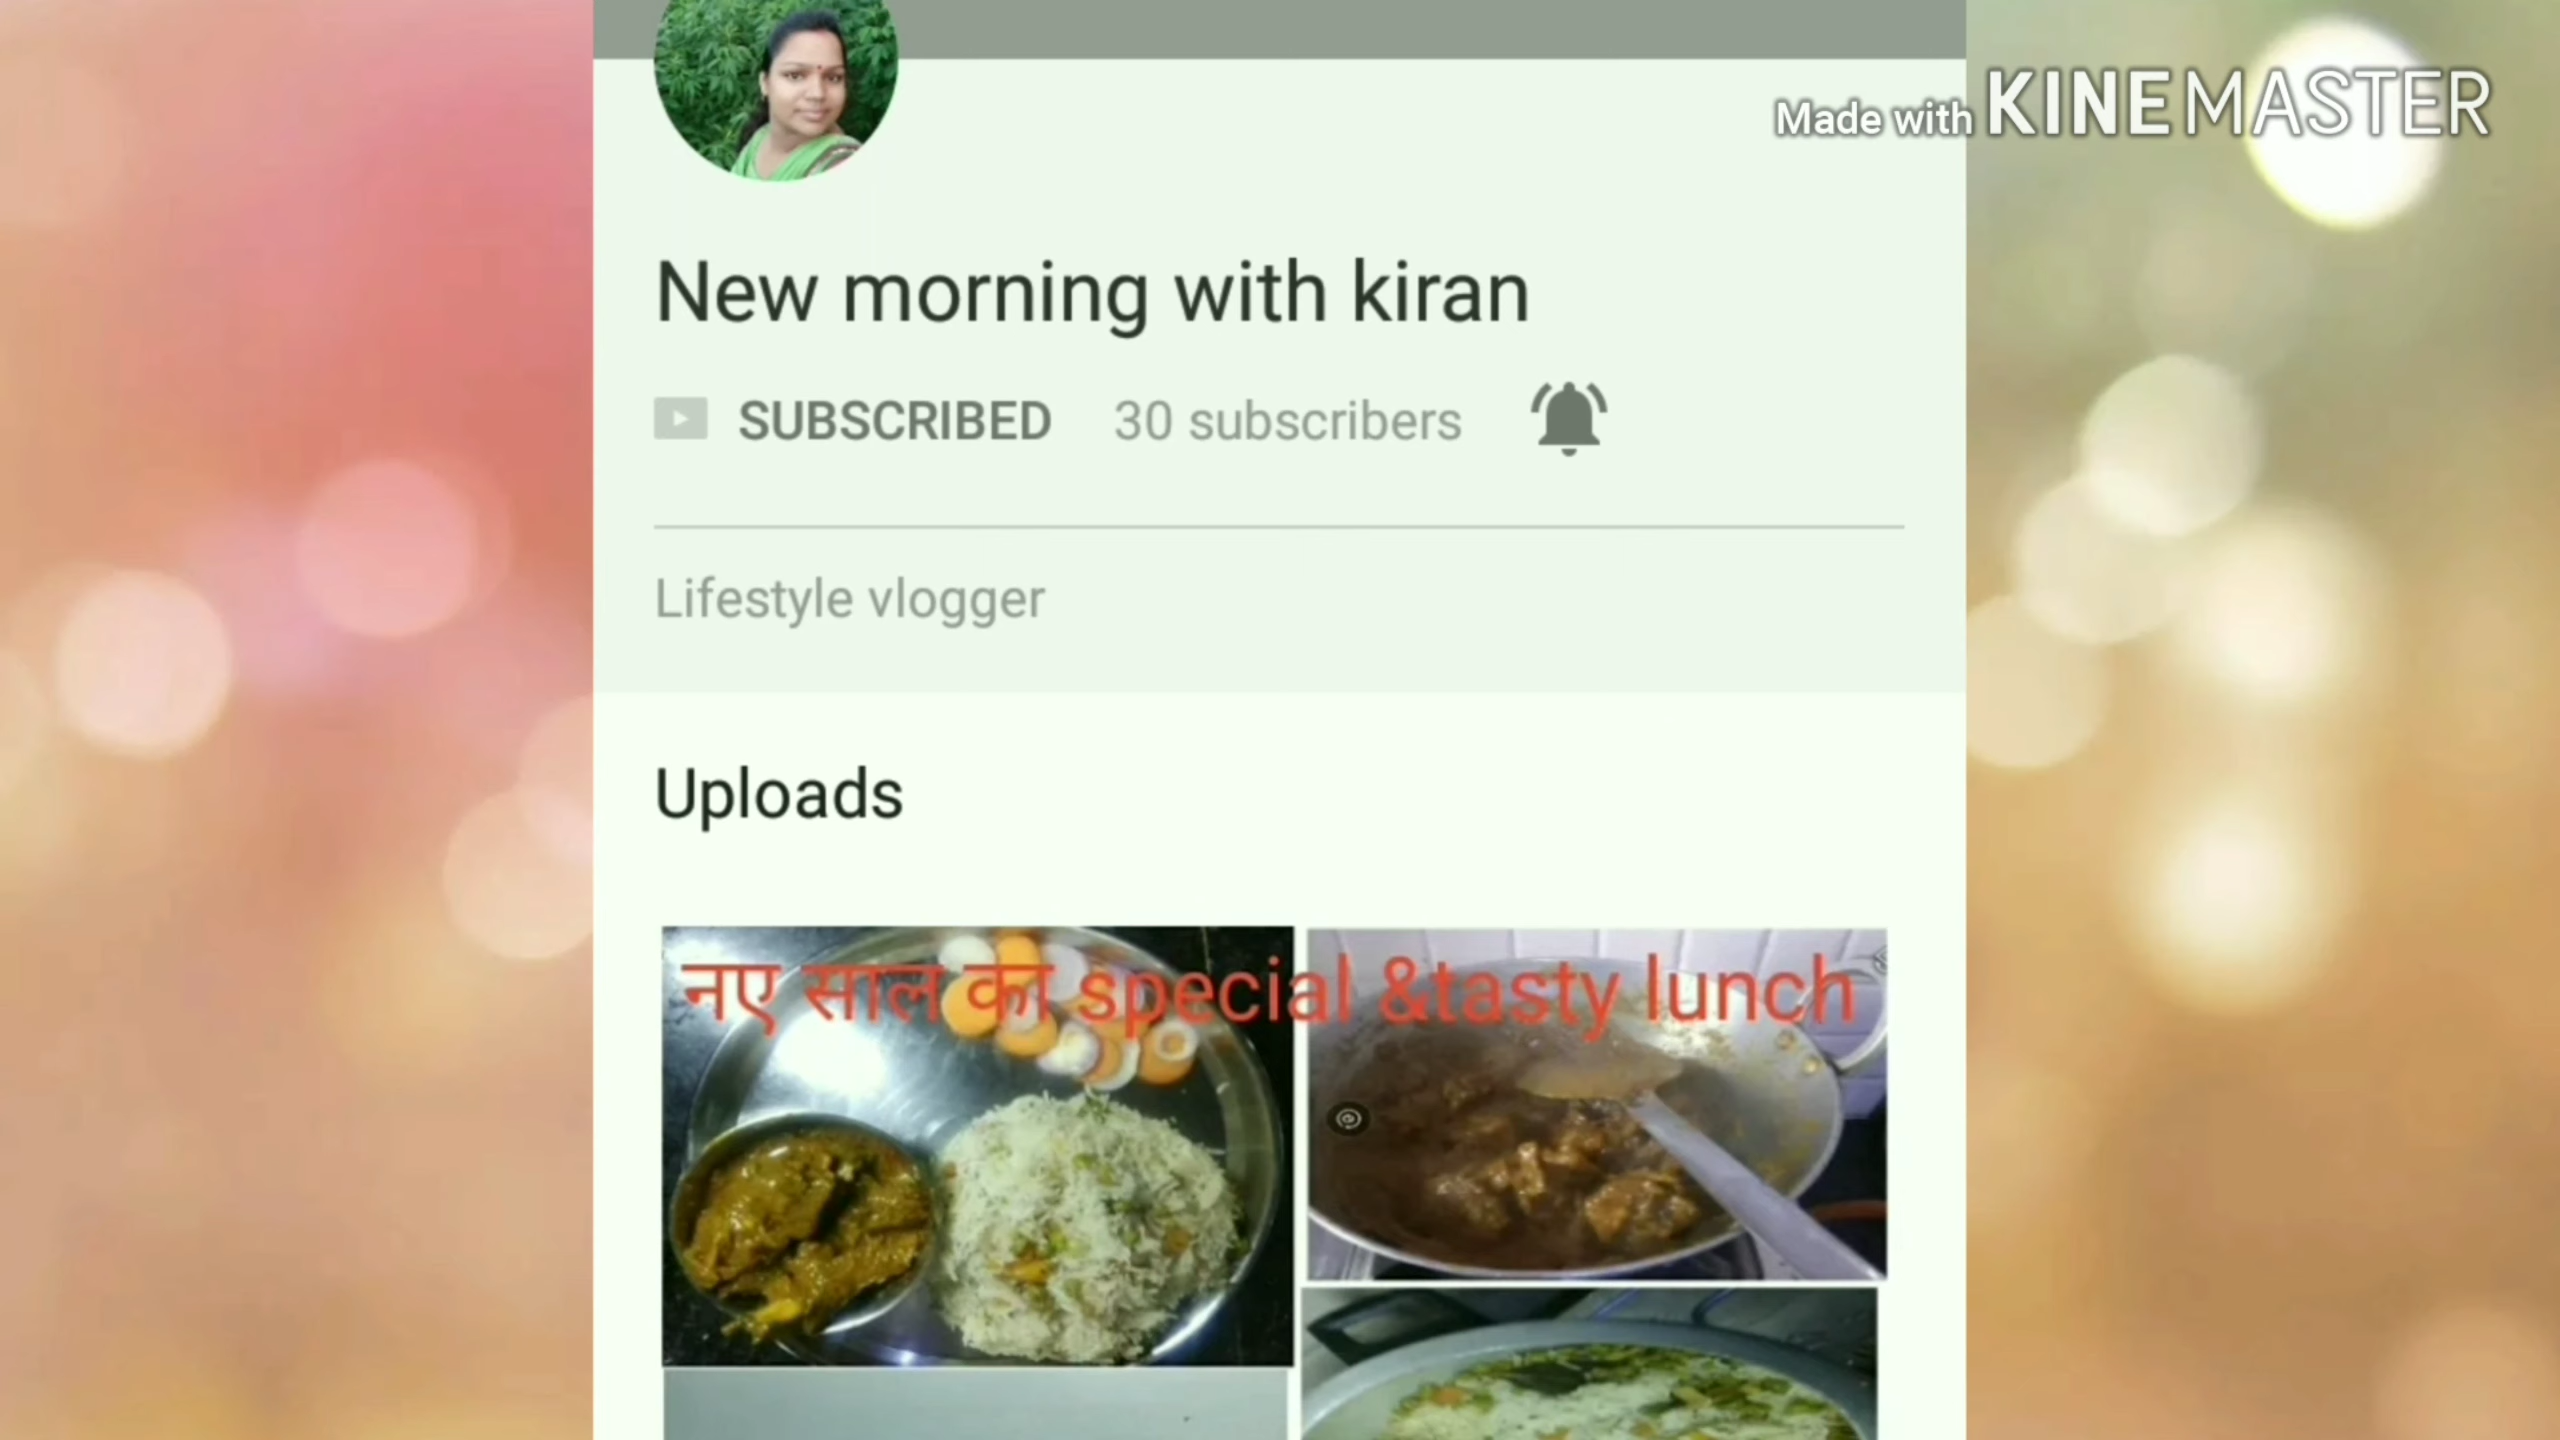 Made with KINEMASTER
New morning with kiran
SUBSCRIBED 30 subscribers
Lifestyle vlogger
Uploads
नए साल का special &tasty lunch